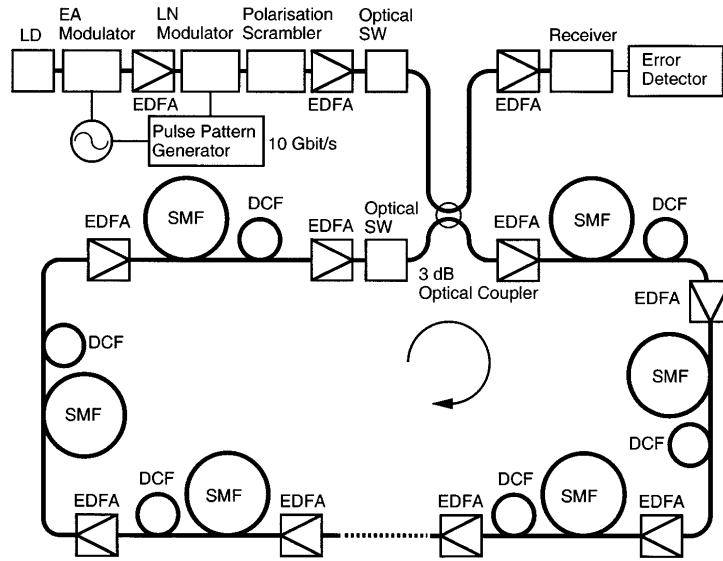 LD
EA
Modulator
LN
Modulator
Polarisation
Scrambler
Optical
SW
Receiver
Error
Detector
EDFA
EDFA
EDFA
Pulse Pattern
Generator
10 Gbit/s
EDFA
SMF
DCF
EDFA
Optical
SW
3 dB
Optical Coupler
EDFA
SMF
DCF
EDFA
SMF
DCF
DCF
SMF
EDFA
DCF
SMF
EDFA
EDFA
DCF
SMF
EDFA